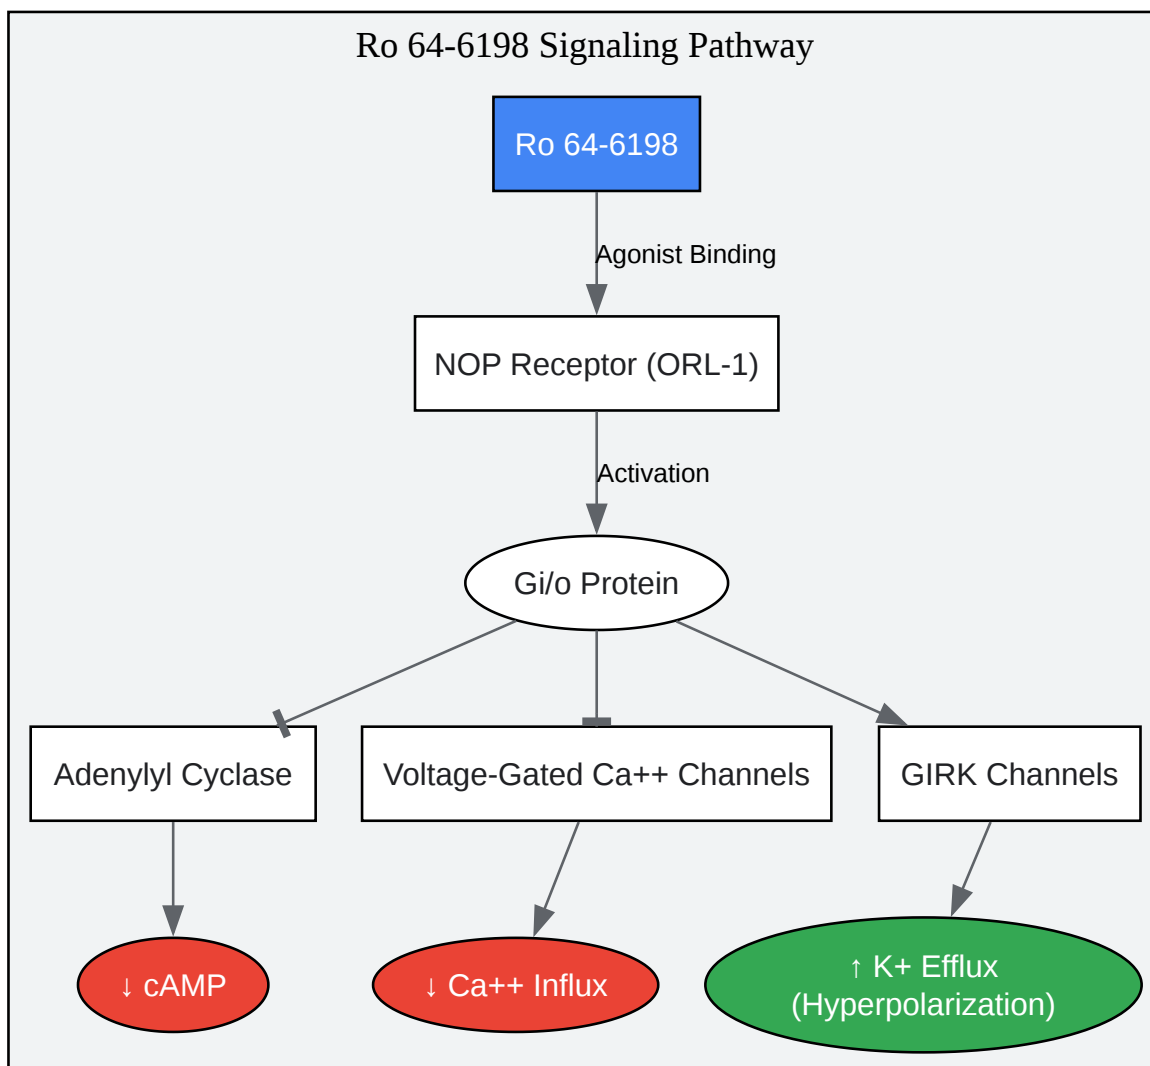 Ro 64-6198 Signaling Pathway
Ro 64-6198
Agonist Binding
NOP Receptor (ORL-1)
Activation
Gi/o Protein
Adenylyl Cyclase
Voltage-Gated Ca++ Channels
GIRK Channels
↓ cAMP
↓ Ca++ Influx
↑ K+ Efflux
(Hyperpolarization)